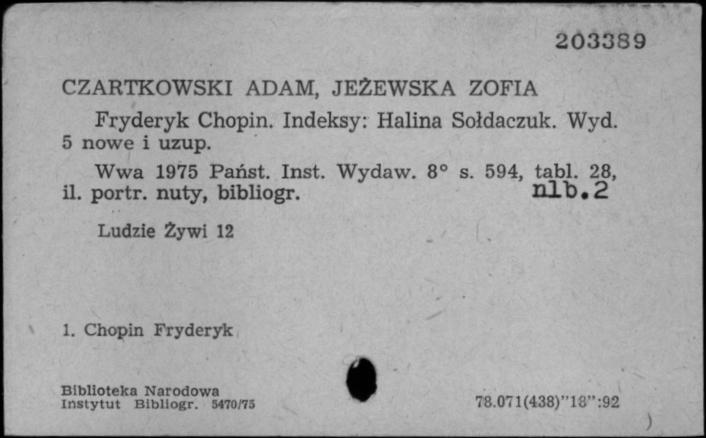 203389
CZARTKOWSKI ADAM, JEŻEWSKA ZOFIA
Fryderyk Chopin. Indeksy: Halina Sołdaczuk. Wyd.
5 nowe i uzup.
Wwa 1975 Państ. Inst. Wydaw. 8° s. 594, tabl. 28,
il. portr. nuty, bibliogr. nlb.2
Ludzie Żywi 12
1. Chopin Fryderyk
Biblioteka Narodowa
Instytut Bibliogr. 5470/75
78.071(438)"18":92